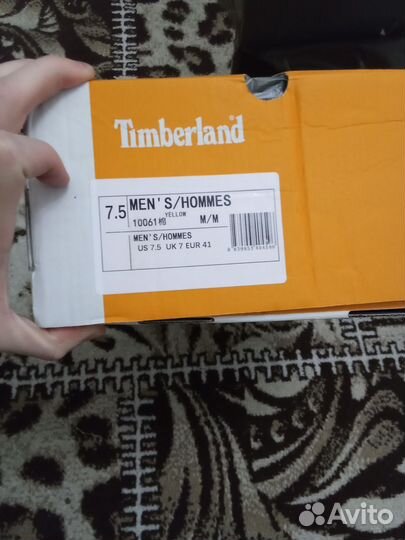 Timberland
7.5 MEN'S/HOMMES
YELLOW
10061 M/M
MEN'S/HOMMES
US 7.5 UK 7 EUR 41
Avito